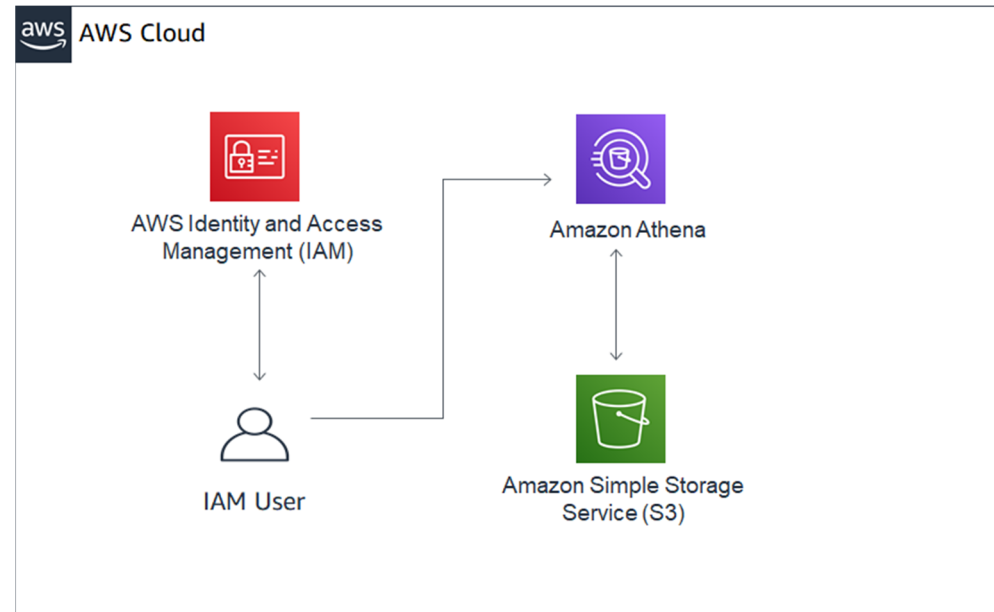 aws
AWS Cloud
AWS Identity and Access
Management (IAM)
Amazon Athena
IAM User
Amazon Simple Storage
Service (S3)